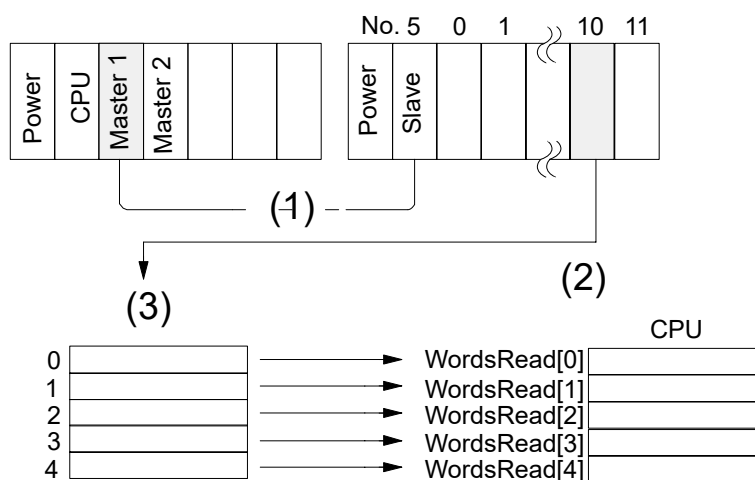 No. 5 0 1 10 11
Power
CPU
Master 1
Master 2
Power
Slave
(1)
(2)
(3)
CPU
0 WordsRead[0]
1 WordsRead[1]
2 WordsRead[2]
3 WordsRead[3]
4 WordsRead[4]